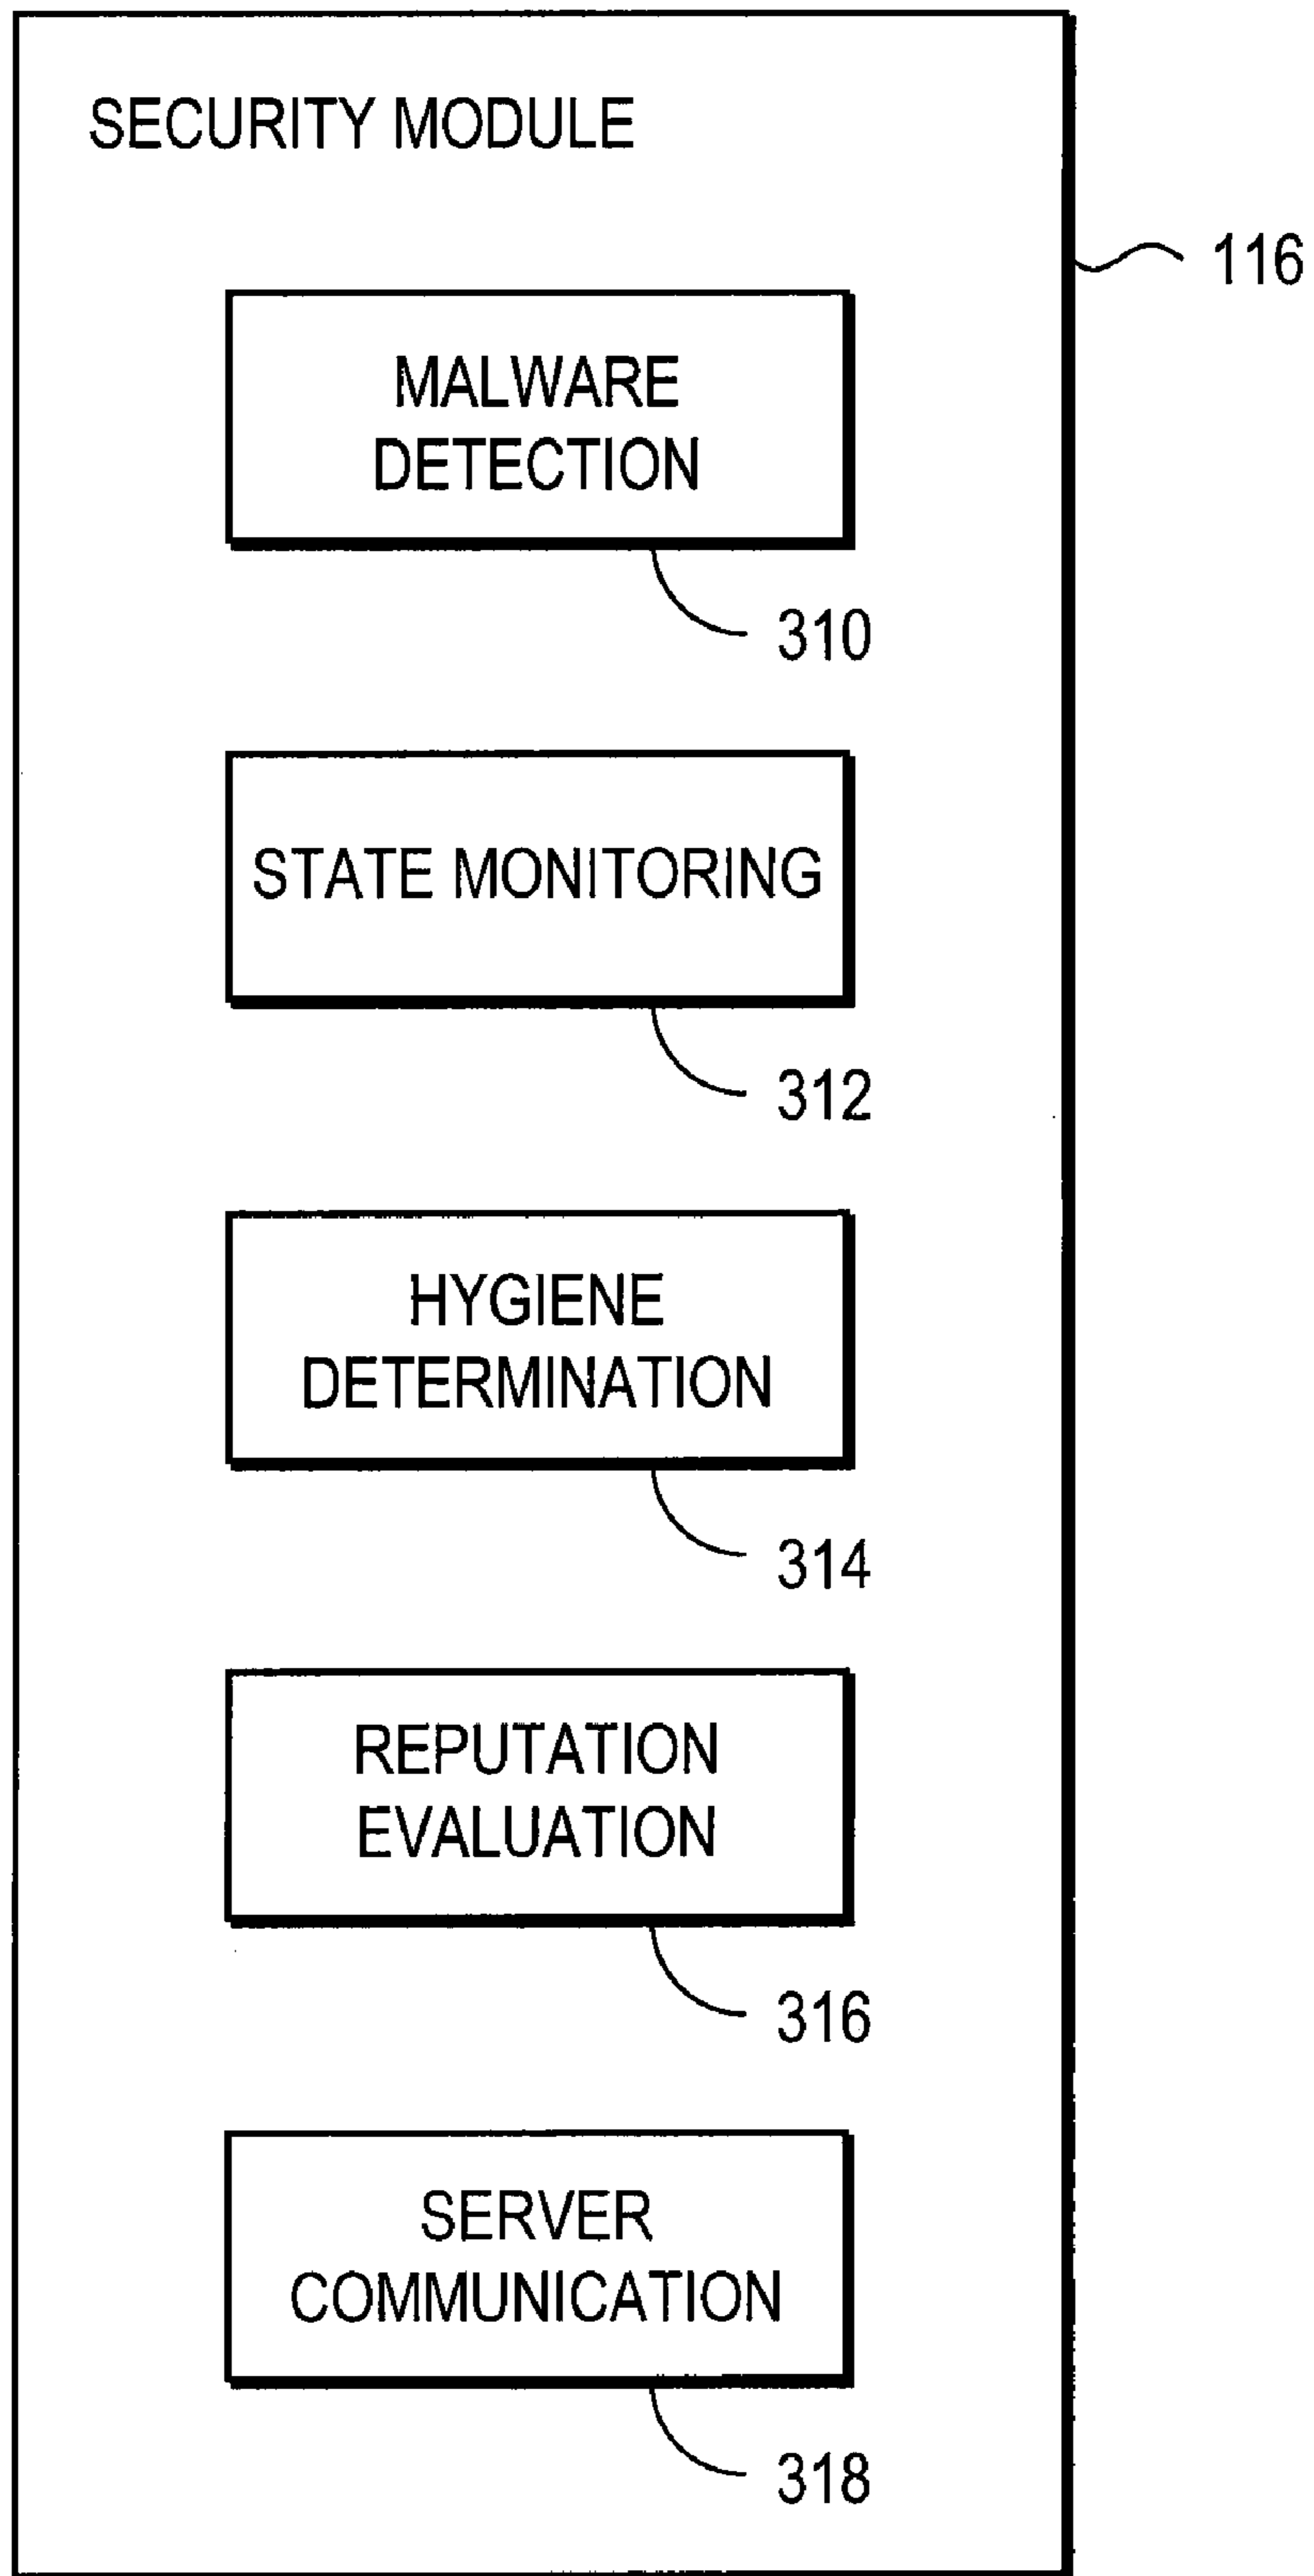 SECURITY MODULE
116
MALWARE
DETECTION
310
STATE MONITORING
312
HYGIENE
DETERMINATION
314
REPUTATION
EVALUATION
316
SERVER
COMMUNICATION
318